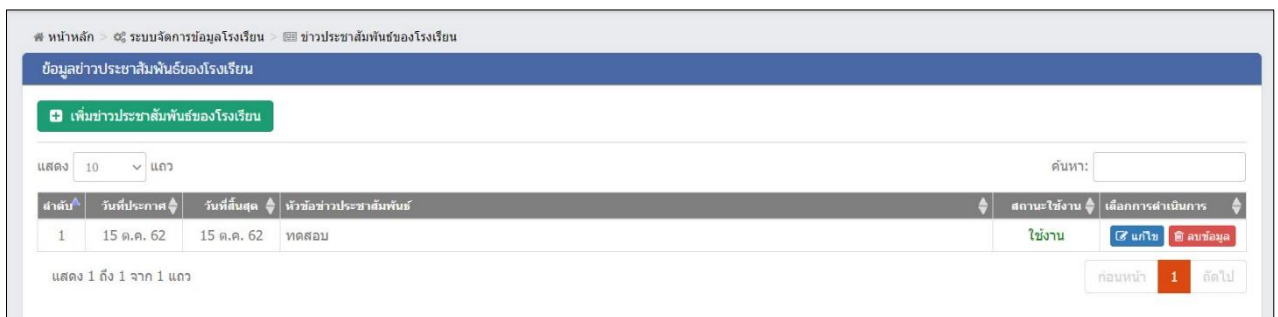 หน้าหลัก > ระบบจัดการข้อมูลโรงเรียน > ข่าวประชาสัมพันธ์ของโรงเรียน
ข้อมูลข่าวประชาสัมพันธ์ของโรงเรียน
เพิ่มข่าวประชาสัมพันธ์ของโรงเรียน
แสดง 10 แถว ค้นหา:
ลำดับ วันที่ประกาศ วันที่สิ้นสุด หัวข้อข่าวประชาสัมพันธ์ สถานะใช้งาน เลือกการดำเนินการ
1 15 ต.ค. 62 15 ต.ค. 62 ทดสอบ ใช้งาน แก้ไข ลบข้อมูล
แสดง 1 ถึง 1 จาก 1 แถว ก่อนหน้า 1 ถัดไป